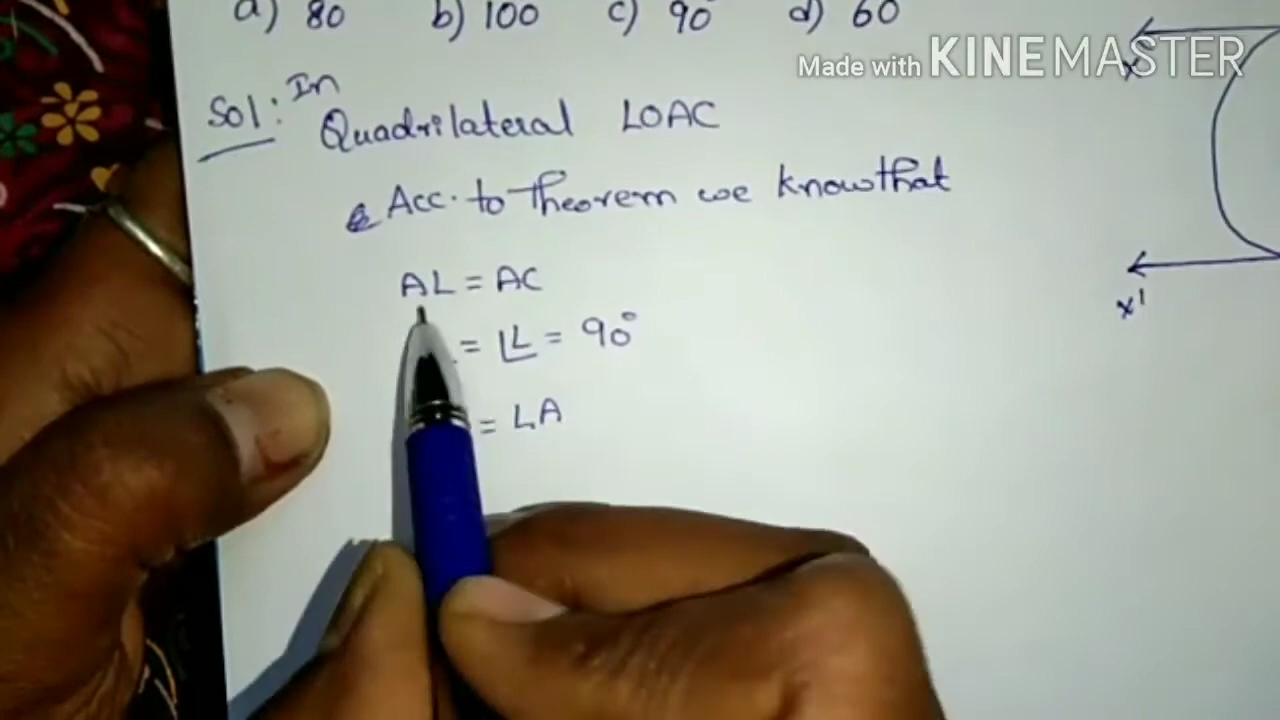 a) 80 b) 100 c) 90 d) 60
Made with KINEMASTER
Sol: In
Quadrilateral LOAC
Acc. to Theorem we know that
AL = AC
= ∠L = 90°
= LA
x
x'